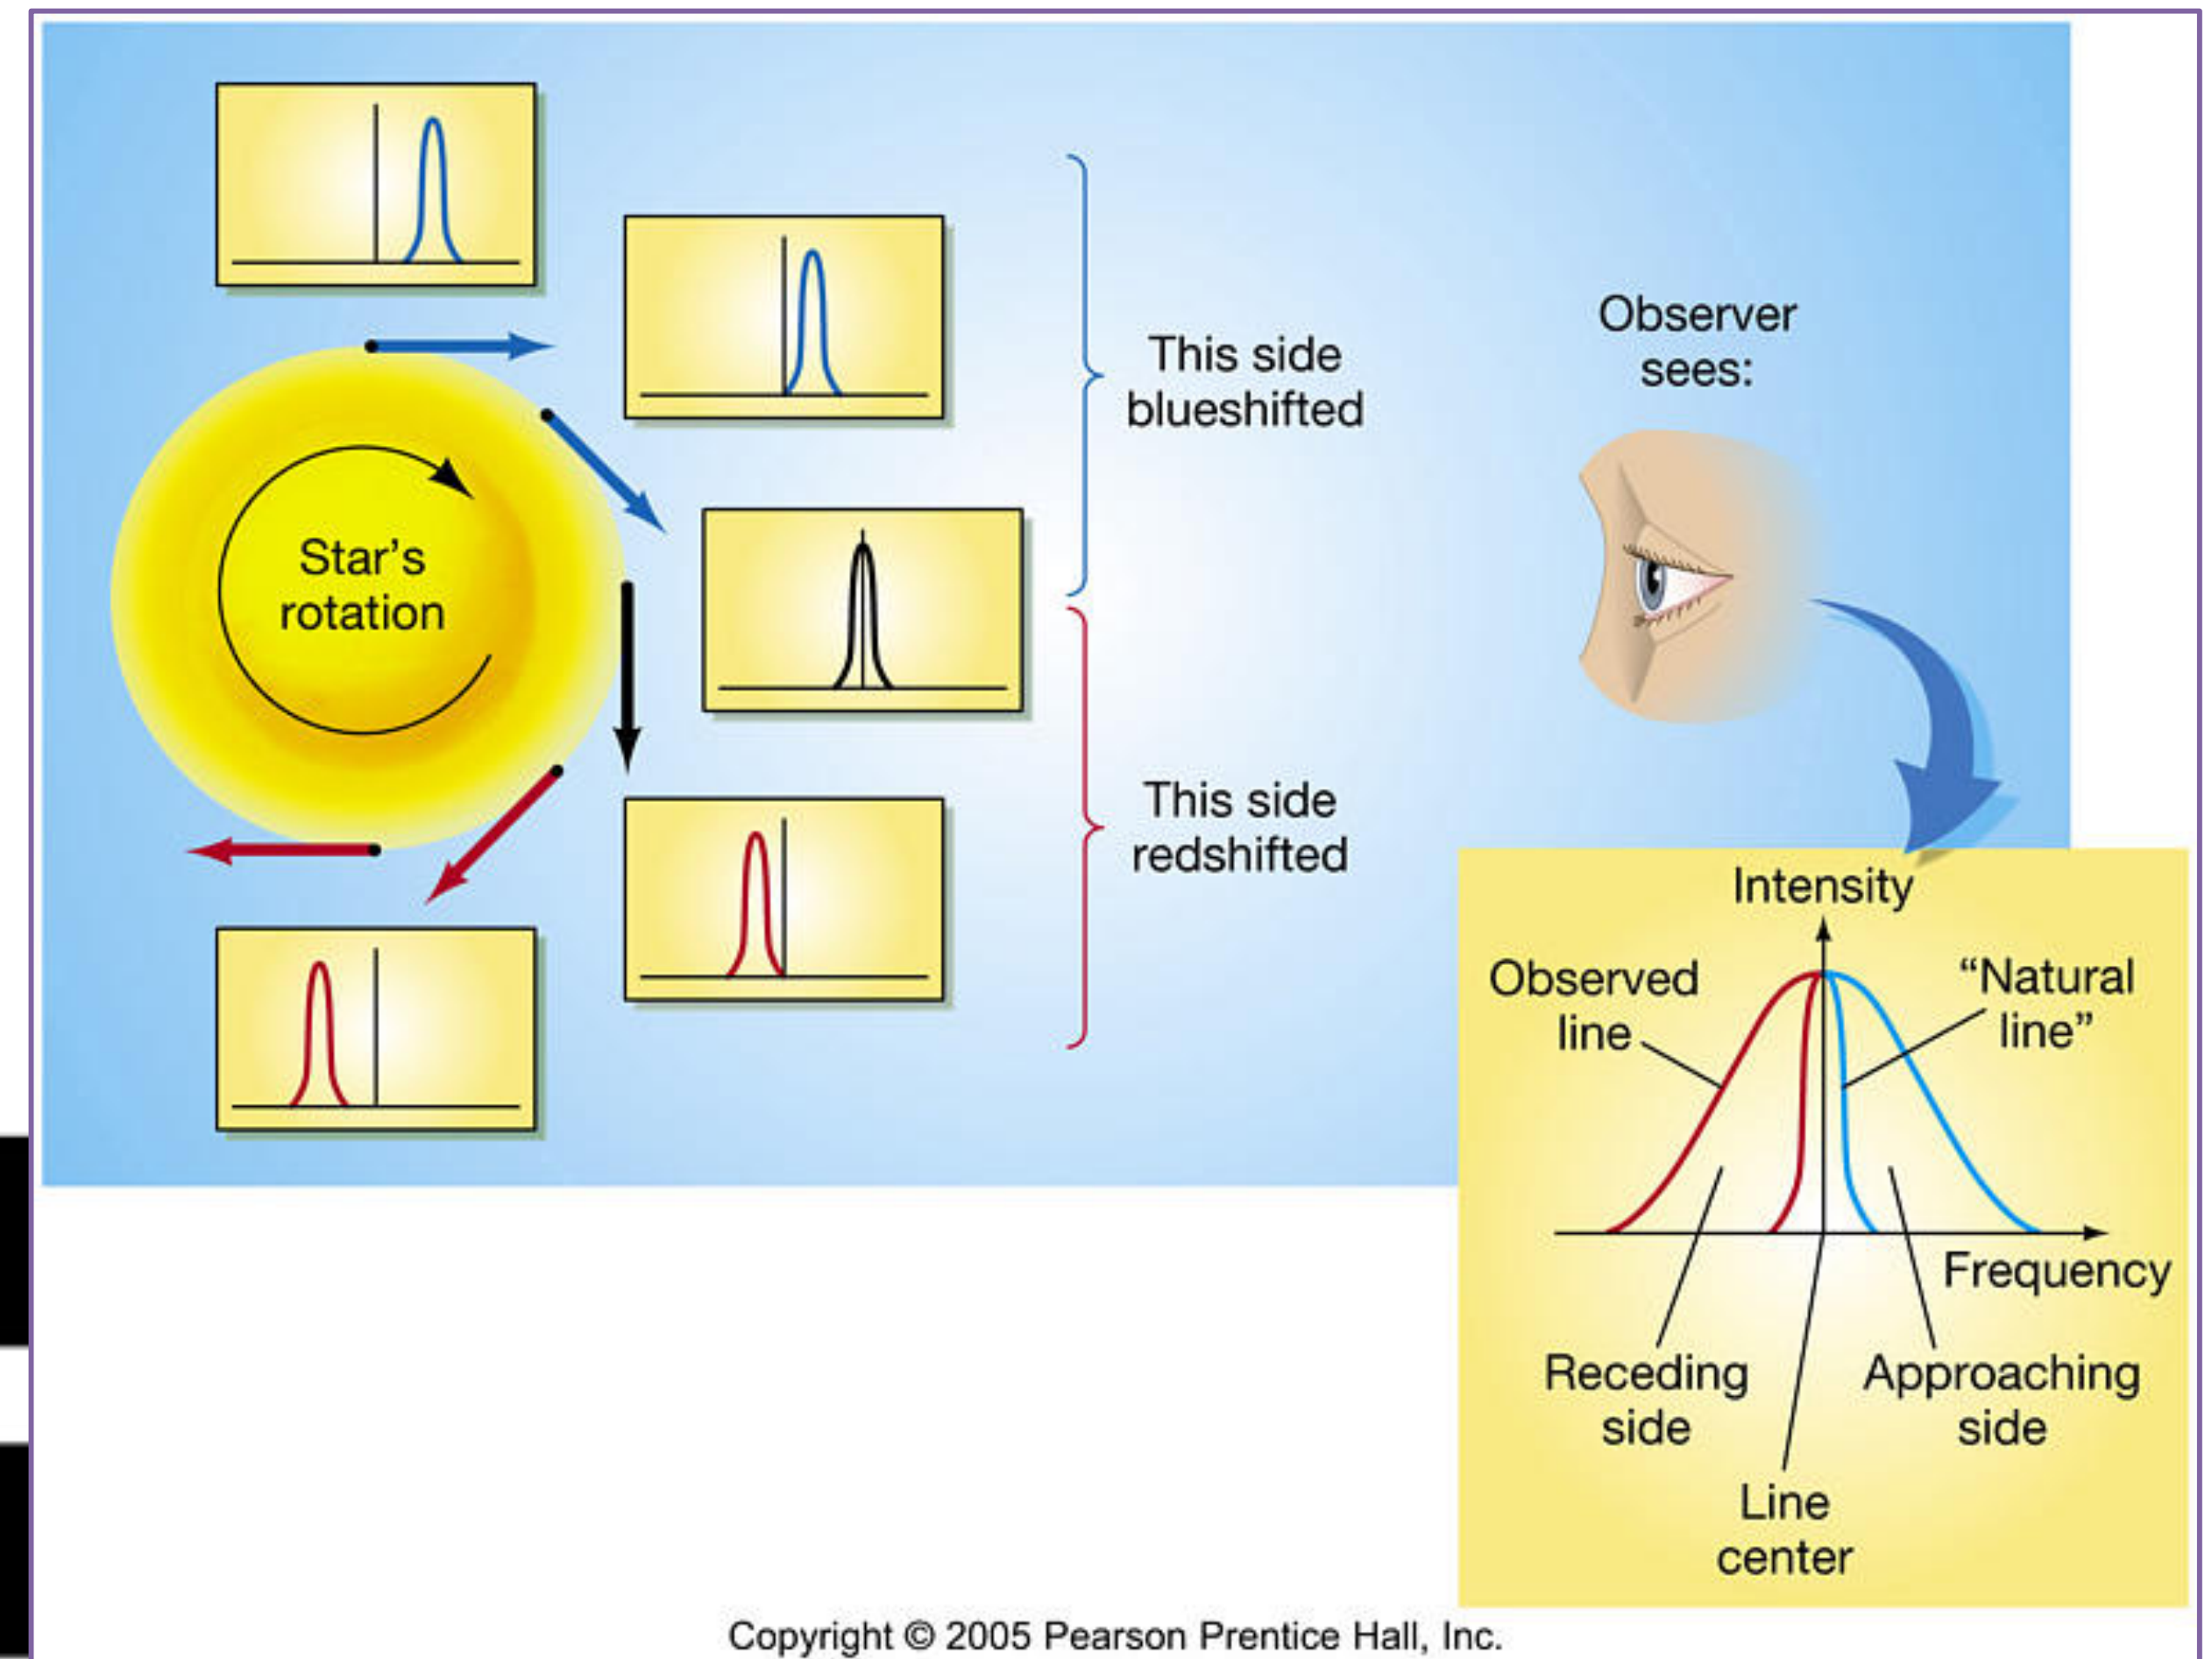 Star's
rotation
This side
blueshifted
This side
redshifted
Observer
sees:
Intensity
Observed
line
“Natural
line”
Frequency
Receding
side
Approaching
side
Line
center
Copyright © 2005 Pearson Prentice Hall, Inc.